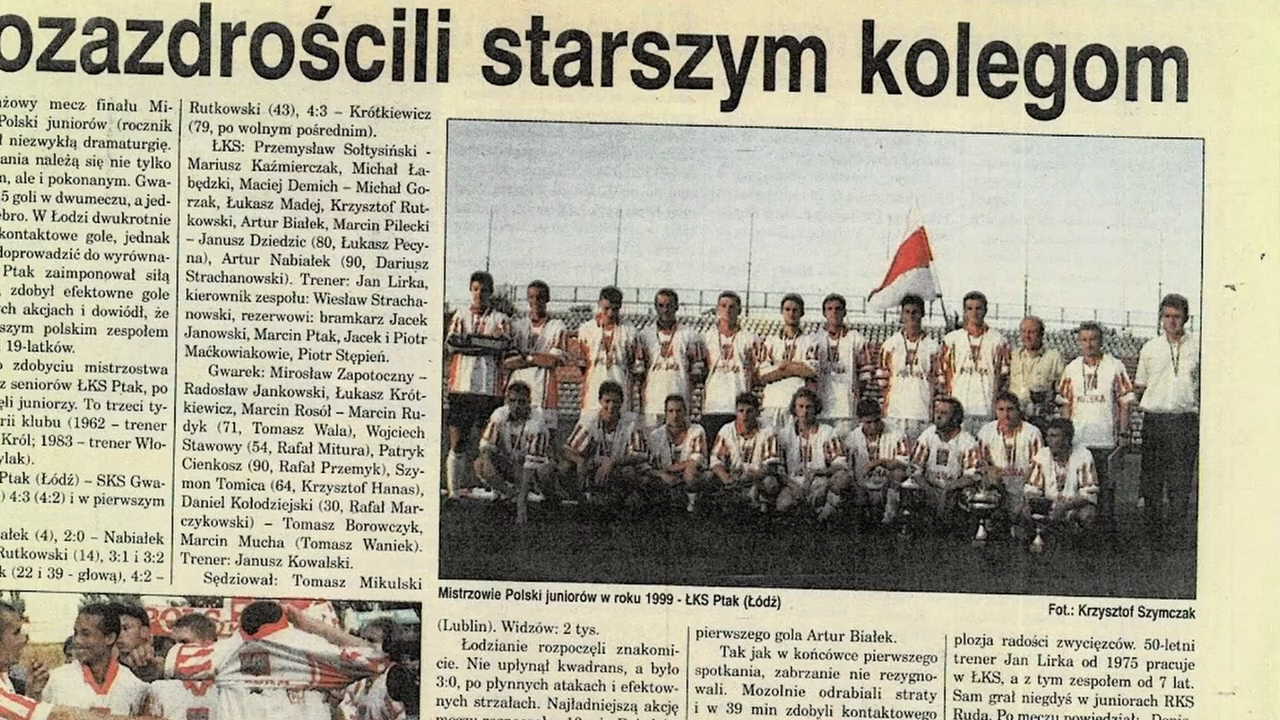 ozazdrościli starszym kolegom
żowy mecz finału Mi-
Polski juniorów (rocznik
niezwykłą dramaturgię.
ania należą się nie tylko
, ale i pokonanym. Gwa-
5 goli w dwumeczu, a jed-
ebro. W Łodzi dwukrotnie
kontaktowe gole, jednak
doprowadzić do wyrówna-
Ptak zaimponował siłą
, zdobył efektowne gole
ch akcjach i dowiódł, że
szym polskim zespołem
19-latków.
o zdobyciu mistrzostwa
z seniorów ŁKS Ptak, po
ęli juniorzy. To trzeci ty-
rii klubu (1962 – trener
Król; 1983 – trener Wło-
ylak).
Ptak (Łódź) – SKS Gwa-
) 4:3 (4:2) i w pierwszym
ałek (4), 2:0 – Nabiałek
Rutkowski (14), 3:1 i 3:2
k (22 i 39 - głową), 4:2 –
Rutkowski (43), 4:3 – Krótkiewicz
(79, po wolnym pośrednim).
ŁKS: Przemysław Sołtysiński -
Mariusz Kaźmierczak, Michał Ła-
będzki, Maciej Demich – Michał Go-
rzak, Łukasz Madej, Krzysztof Rut-
kowski, Artur Białek, Marcin Pilecki
– Janusz Dziedzic (80, Łukasz Pecy-
na), Artur Nabiałek (90, Dariusz
Strachanowski). Trener: Jan Lirka,
kierownik zespołu: Wiesław Stracha-
nowski, rezerwowi: bramkarz Jacek
Janowski, Marcin Ptak, Jacek i Piotr
Maćkowiakowie, Piotr Stępień.
Gwarek: Mirosław Zapotoczny –
Radosław Jankowski, Łukasz Krót-
kiewicz, Marcin Rosół – Marcin Ru-
dyk (71, Tomasz Wala), Wojciech
Stawowy (54, Rafał Mitura), Patryk
Cienkosz (90, Rafał Przemyk), Szy-
mon Tomica (64, Krzysztof Hanas),
Daniel Kołodziejski (30, Rafał Mar-
czykowski) – Tomasz Borowczyk,
Marcin Mucha (Tomasz Waniek).
Trener: Janusz Kowalski.
Sędziował: Tomasz Mikulski
Mistrzowie Polski juniorów w roku 1999 - ŁKS Ptak (Łódź)
Fot.: Krzysztof Szymczak
(Lublin). Widzów: 2 tys.
Łodzianie rozpoczęli znakomi-
cie. Nie upłynął kwadrans, a było
3:0, po płynnych atakach i efektow-
nych strzałach. Najładniejszą akcję
pierwszego gola Artur Białek.
Tak jak w końcówce pierwszego
spotkania, zabrzanie nie rezygno-
wali. Mozolnie odrabiali straty
i w 39 min zdobyli kontaktowego
plozja radości zwycięzców. 50-letni
trener Jan Lirka od 1975 pracuje
w ŁKS, a z tym zespołem od 7 lat.
Sam grał niegdyś w juniorach RKS
Ruda. Po meczu powiedział: